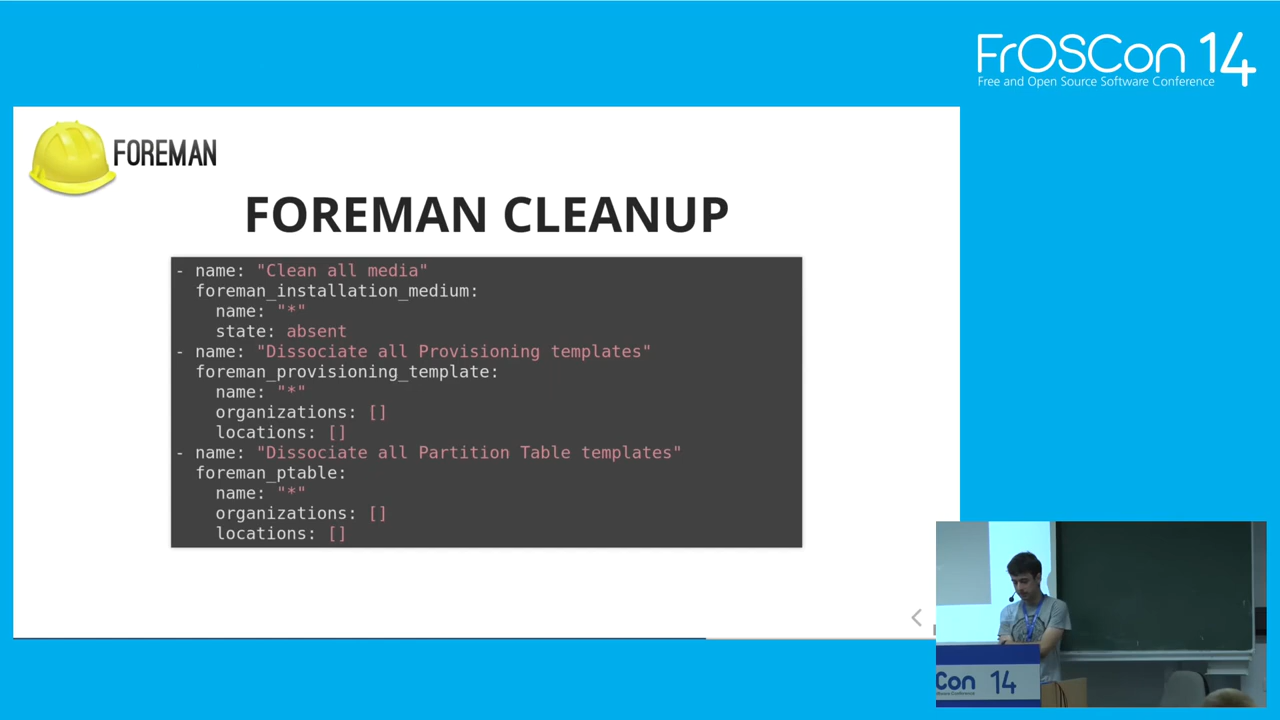 FrOSCon 14
Free and Open Source Software Conference
FOREMAN
FOREMAN CLEANUP
- name: "Clean all media"
  foreman_installation_medium:
    name: "*"
    state: absent
- name: "Dissociate all Provisioning templates"
  foreman_provisioning_template:
    name: "*"
    organizations: []
    locations: []
- name: "Dissociate all Partition Table templates"
  foreman_ptable:
    name: "*"
    organizations: []
    locations: []
Con 14
Conference